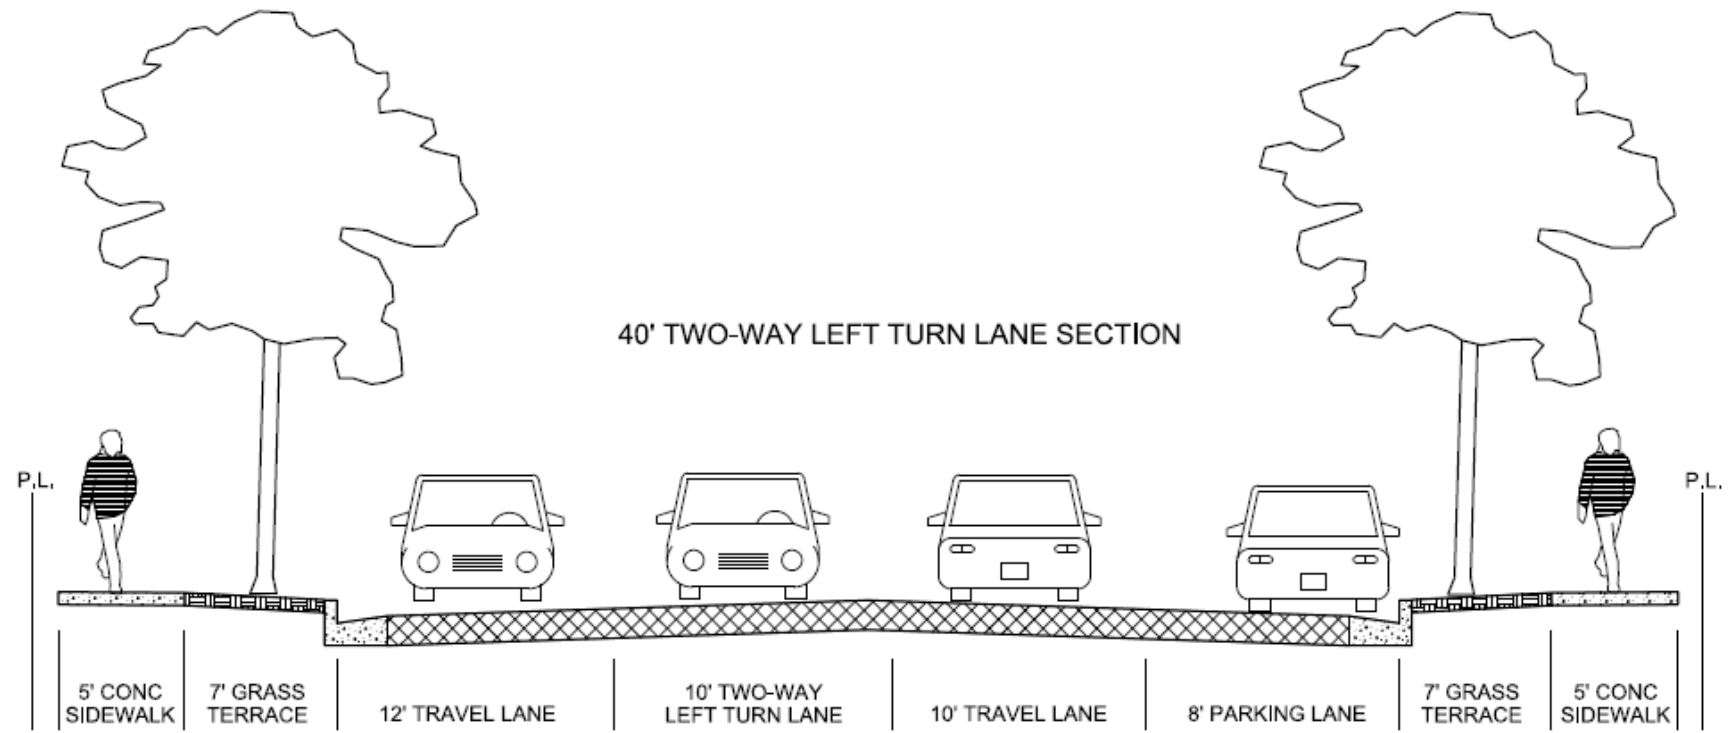 40' TWO-WAY LEFT TURN LANE SECTION
P.L.
P.L.
5' CONC
SIDEWALK
7' GRASS
TERRACE
12' TRAVEL LANE
10' TWO-WAY
LEFT TURN LANE
10' TRAVEL LANE
8' PARKING LANE
7' GRASS
TERRACE
5' CONC
SIDEWALK